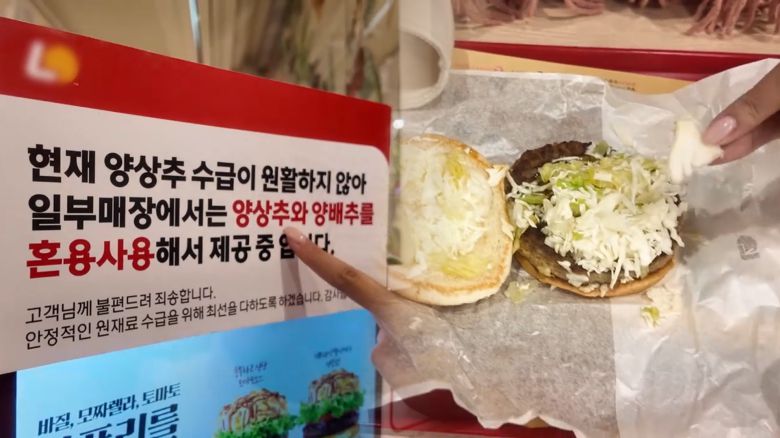 현재 양상추 수급이 원활하지 않아
일부매장에서는 양상추와 양배추를
혼용사용해서 제공 중입니다.
고객님께 불편드려 죄송합니다.
안정적인 원재료 수급을 위해 최선을 다하도록 하겠습니다.
바질, 모짜렐라, 토마토